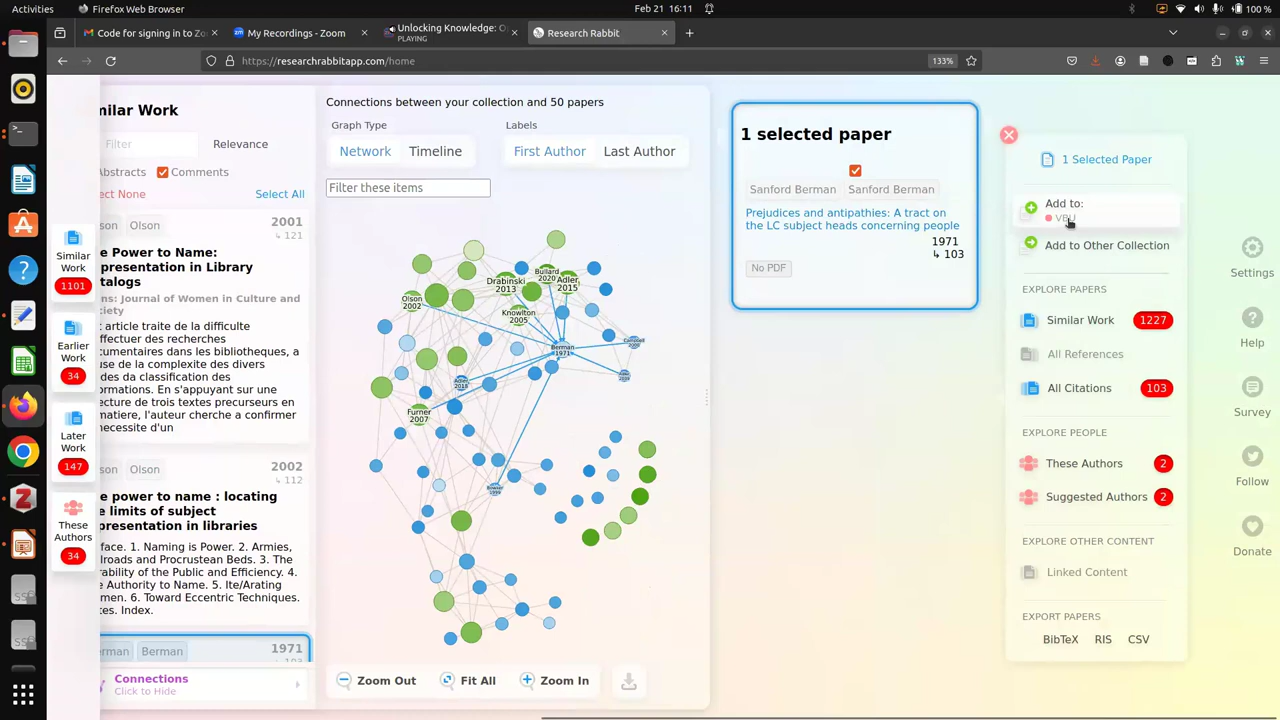 Activities
Firefox Web Browser
Feb 21 16:11
100 %
Code for signing in to Zo
My Recordings - Zoom
Unlocking Knowledge: O
PLAYING
Research Rabbit
https://researchrabbitapp.com/home
133%
Similar Work
1101
Earlier Work
34
Later Work
147
These Authors
34
milar Work
Filter
Relevance
Abstracts
Comments
ect None
Select All
son
Olson
2001
↳ 121
e Power to Name:
presentation in Library
talogs
ns: Journal of Women in Culture and
ciety
t article traite de la difficulte
effectuer des recherches
cumentaires dans les bibliotheques, a
use de la complexite des divers
des da classification des
ormations. En s'appuyant sur une
cture de trois textes precurseurs en
matiere, l'auteur cherche a confirmer
necessite d'un
son
Olson
2002
↳ 112
e power to name : locating
e limits of subject
presentation in libraries
face. 1. Naming is Power. 2. Armies,
lroads and Procrustean Beds. 3. The
rability of the Public and Efficiency. 4.
e Authority to Name. 5. Ite/Arating
men. 6. Toward Eccentric Techniques.
ces. Index.
erman
Berman
1971
Connections
Click to Hide
Connections between your collection and 50 papers
Graph Type
Labels
Network
Timeline
First Author
Last Author
Filter these items
Olson
2002
Drabinski
2013
Bullard
2020
Adler
2015
Knowlton
2005
Berman
1971
Campbell
2000
Adler
2018
Furner
2007
Bowker
1999
Zoom Out
Fit All
Zoom In
1 selected paper
Sanford Berman
Sanford Berman
Prejudices and antipathies: A tract on
the LC subject heads concerning people
1971
↳ 103
No PDF
1 Selected Paper
Add to:
Add to Other Collection
EXPLORE PAPERS
Similar Work
1227
All References
All Citations
103
EXPLORE PEOPLE
These Authors
2
Suggested Authors
2
EXPLORE OTHER CONTENT
Linked Content
EXPORT PAPERS
BibTeX
RIS
CSV
Settings
Help
Survey
Follow
Donate